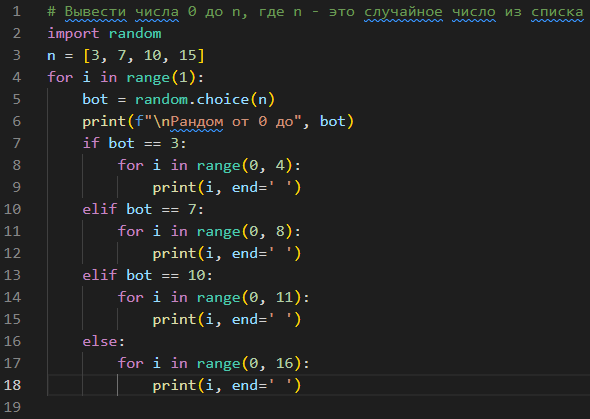 1 # Вывести числа 0 до n, где n - это случайное число из списка
2 import random
3 n = [3, 7, 10, 15]
4 for i in range(1):
5     bot = random.choice(n)
6     print(f"\nРандом от 0 до", bot)
7     if bot == 3:
8         for i in range(0, 4):
9             print(i, end=' ')
10     elif bot == 7:
11         for i in range(0, 8):
12             print(i, end=' ')
13     elif bot == 10:
14         for i in range(0, 11):
15             print(i, end=' ')
16     else:
17         for i in range(0, 16):
18             print(i, end=' ')
19